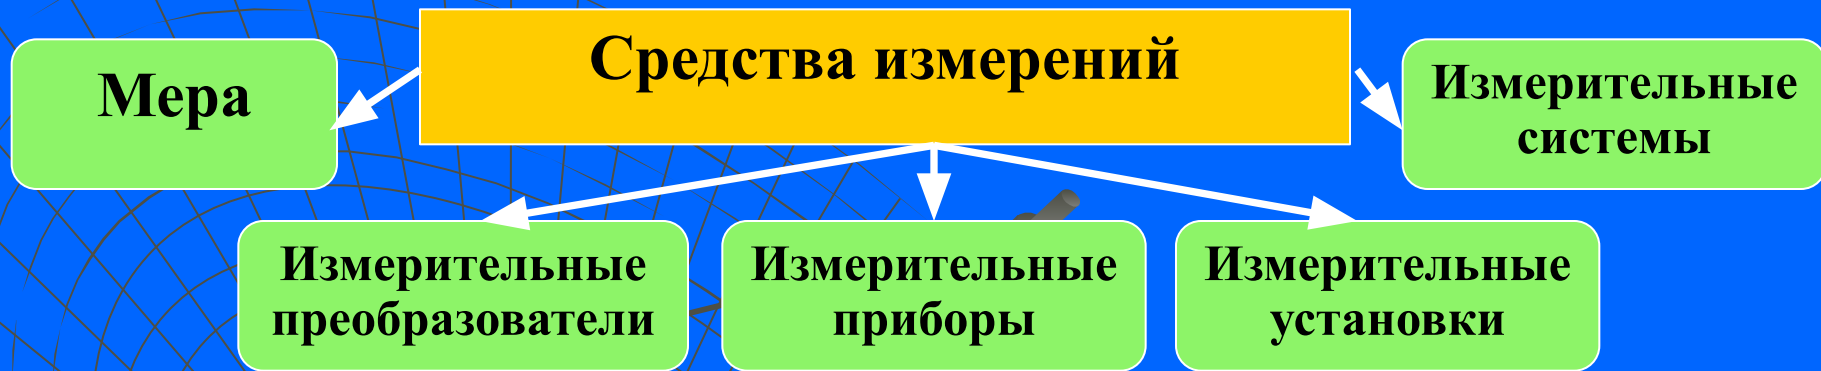 Средства измерений
Мера
Измерительные
системы
Измерительные
преобразователи
Измерительные
приборы
Измерительные
установки